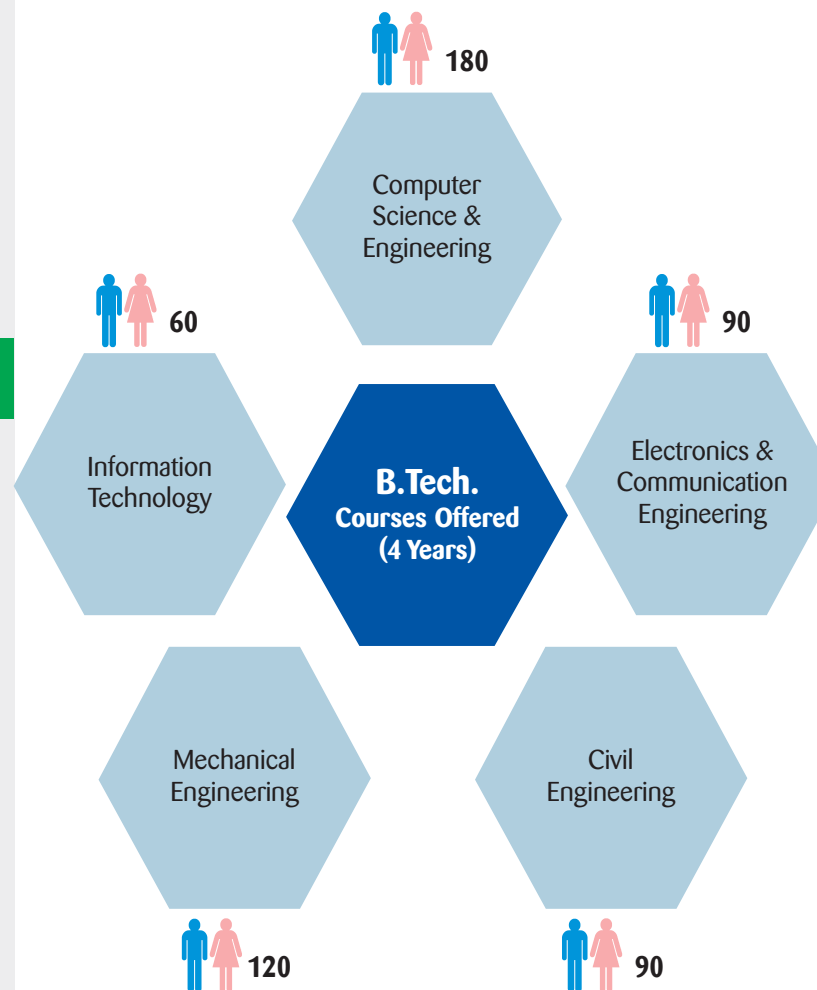 180
Computer
Science &
Engineering
60
90
Information
Technology
B.Tech.
Courses Offered
(4 Years)
Electronics &
Communication
Engineering
Mechanical
Engineering
Civil
Engineering
120
90